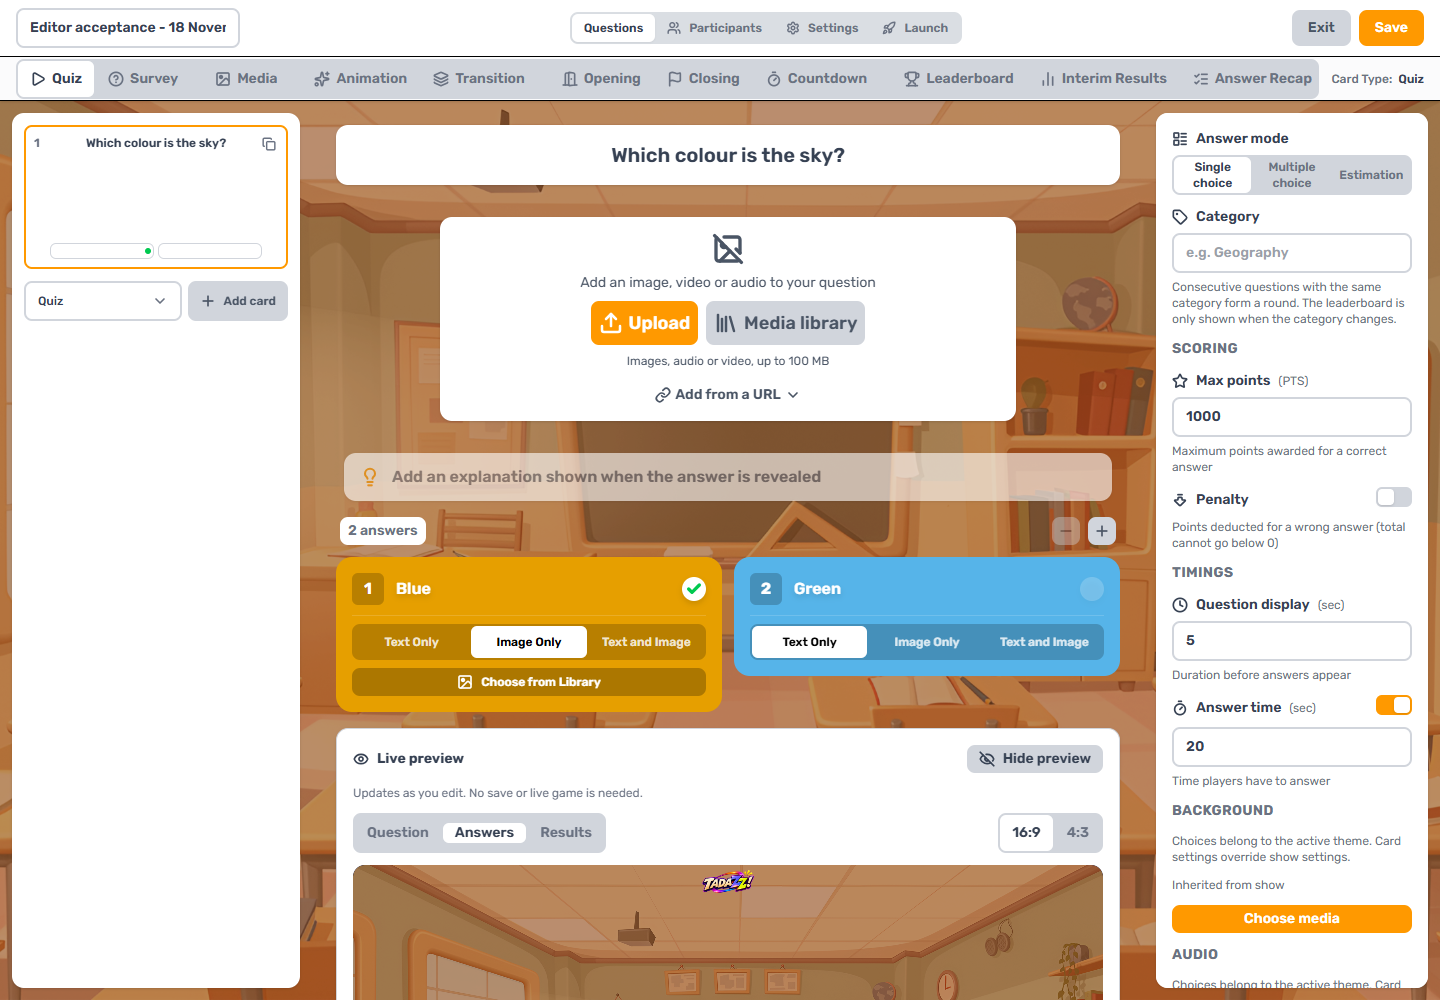 Editor acceptance - 18 Nover
Questions
Participants
Settings
Launch
Exit
Save
Quiz
Survey
Media
Animation
Transition
Opening
Closing
Countdown
Leaderboard
Interim Results
Answer Recap
Card Type: Quiz
1
Which colour is the sky?
Quiz
Add card
Which colour is the sky?
Add an image, video or audio to your question
Upload
Media library
Images, audio or video, up to 100 MB
Add from a URL
Add an explanation shown when the answer is revealed
2 answers
1
Blue
Text Only
Image Only
Text and Image
Choose from Library
2
Green
Text Only
Image Only
Text and Image
Live preview
Hide preview
Updates as you edit. No save or live game is needed.
Question
Answers
Results
16:9
4:3
TADAZZ!
Answer mode
Single choice
Multiple choice
Estimation
Category
e.g. Geography
Consecutive questions with the same
category form a round. The leaderboard is
only shown when the category changes.
SCORING
Max points (PTS)
1000
Maximum points awarded for a correct
answer
Penalty
Points deducted for a wrong answer (total
cannot go below 0)
TIMINGS
Question display (sec)
5
Duration before answers appear
Answer time (sec)
20
Time players have to answer
BACKGROUND
Choices belong to the active theme. Card
settings override show settings.
Inherited from show
Choose media
AUDIO
Choices belong to the active theme. Card